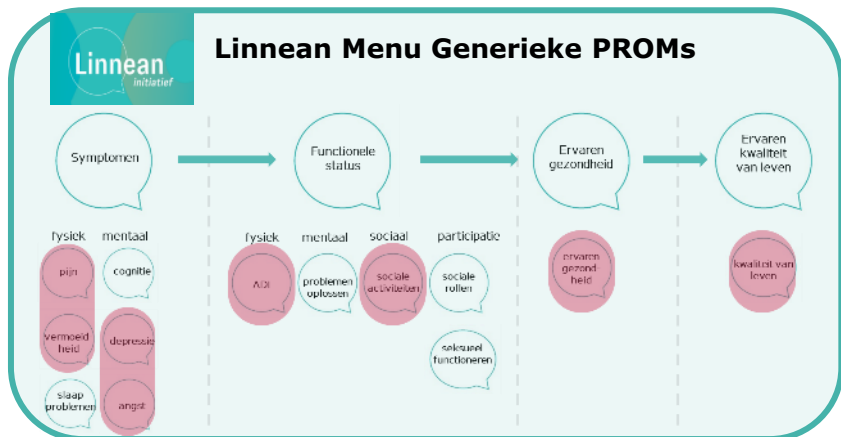 Linnean
initiatief
Linnean Menu Generieke PROMs
Symptomen
Functionele
status
Ervaren
gezondheid
Ervaren
kwaliteit
van leven
fysiek mentaal
fysiek mentaal sociaal participatie
pijn
cognitie
vermoeid
heid
depressie
slaap
problemen
angst
ADL
problemen
oplossen
sociale
activiteiten
sociale
rollen
seksueel
functioneren
ervaren
gezond-
heid
kwaliteit van
leven